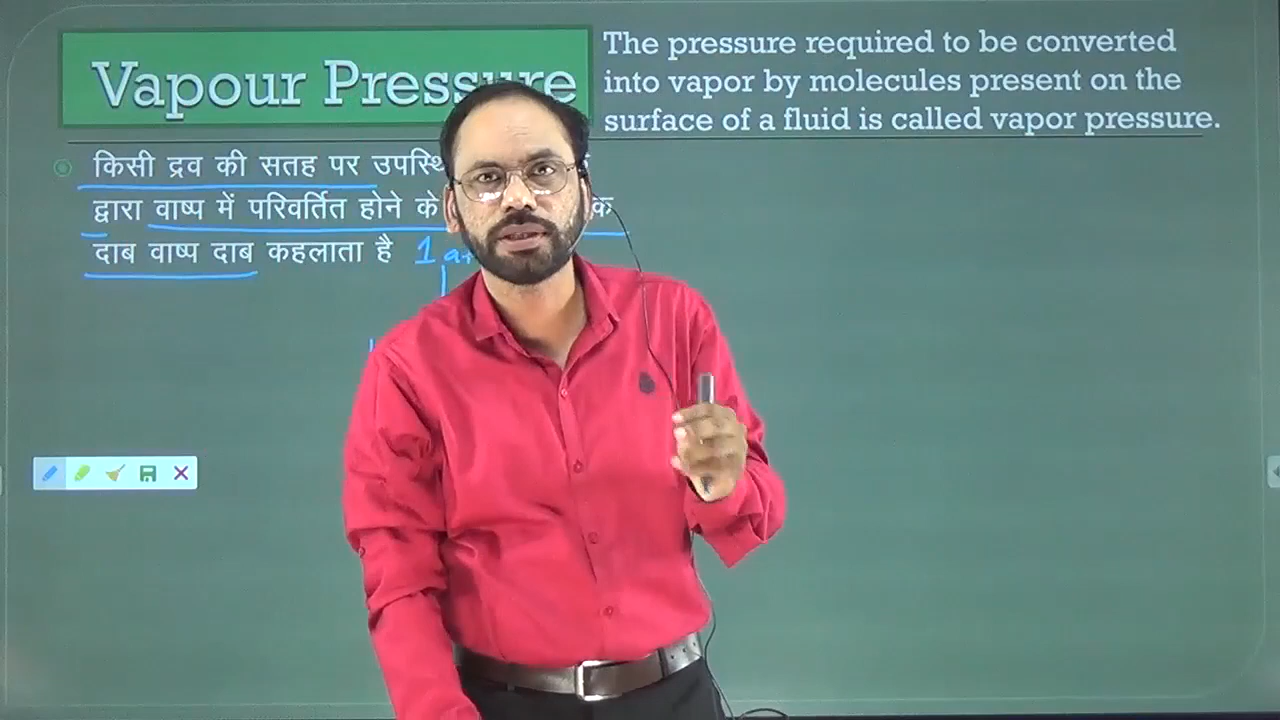 Vapour Pressure
The pressure required to be converted
into vapor by molecules present on the
surface of a fluid is called vapor pressure.
किसी द्रव की सतह पर
द्वारा वाष्प में परिवर्तित होने के
दाब वाष्प दाब कहलाता है 1